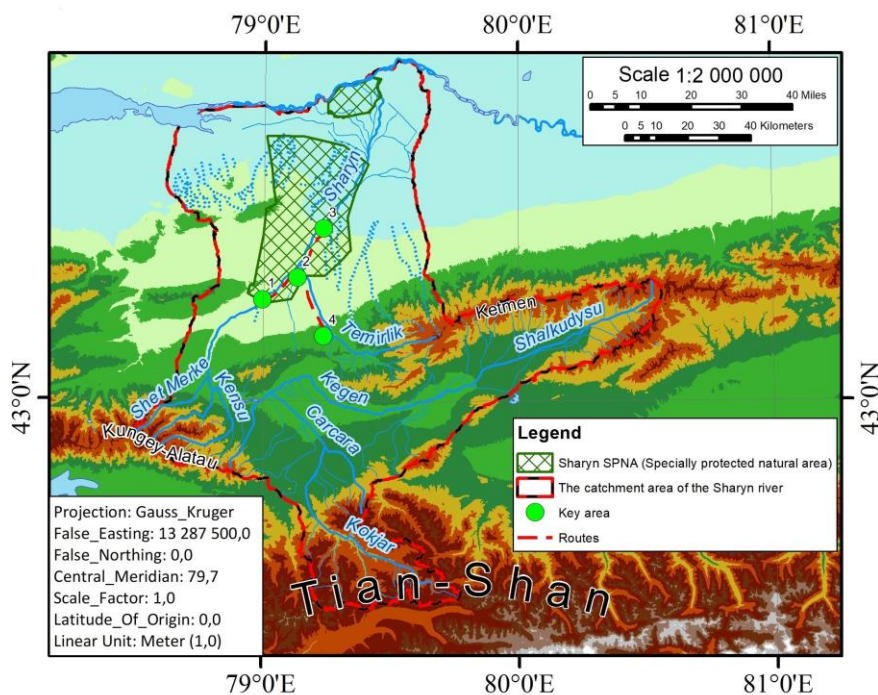 79°0'E 80°0'E 81°0'E
Scale 1:2 000 000
0 5 10 20 30 40 Miles
0 5 10 20 30 40 Kilometers
Sharyn
3
2
1
4
Temirlik
Ketmen
Shalkudysu
43°0'N 43°0'N
Shet Merke
Kensu
Kegen
Carcara
Kungey-Alatau
Kokjar
Tian-Shan
Legend
Sharyn SPNA (Specially protected natural area)
The catchment area of the Sharyn river
Key area
Routes
Projection: Gauss_Kruger
False_Easting: 13 287 500,0
False_Northing: 0,0
Central_Meridian: 79,7
Scale_Factor: 1,0
Latitude_Of_Origin: 0,0
Linear Unit: Meter (1,0)
79°0'E 80°0'E 81°0'E